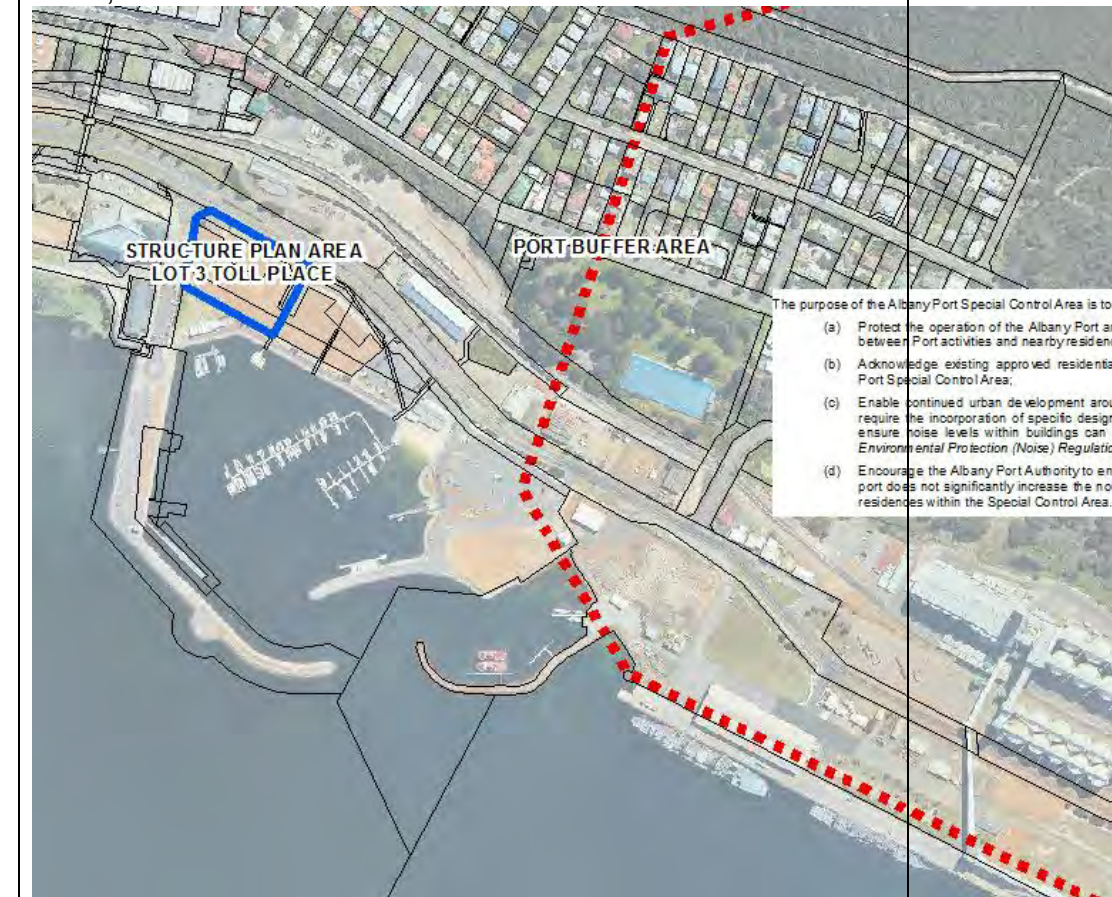 STRUCTURE PLAN AREA
LOT 3 TOLL PLACE
PORT BUFFER AREA
The purpose of the Albany Port Special Control Area is to
(a) Protect the operation of the Albany Port a
between Port activities and nearby residen
(b) Acknowledge existing approved residentia
Port Special Control Area;
(c) Enable continued urban development arou
require the incorporation of specific design
ensure noise levels within buildings can
Environmental Protection (Noise) Regulatio
(d) Encourage the Albany Port Authority to en
port does not significantly increase the no
residences within the Special Control Area.